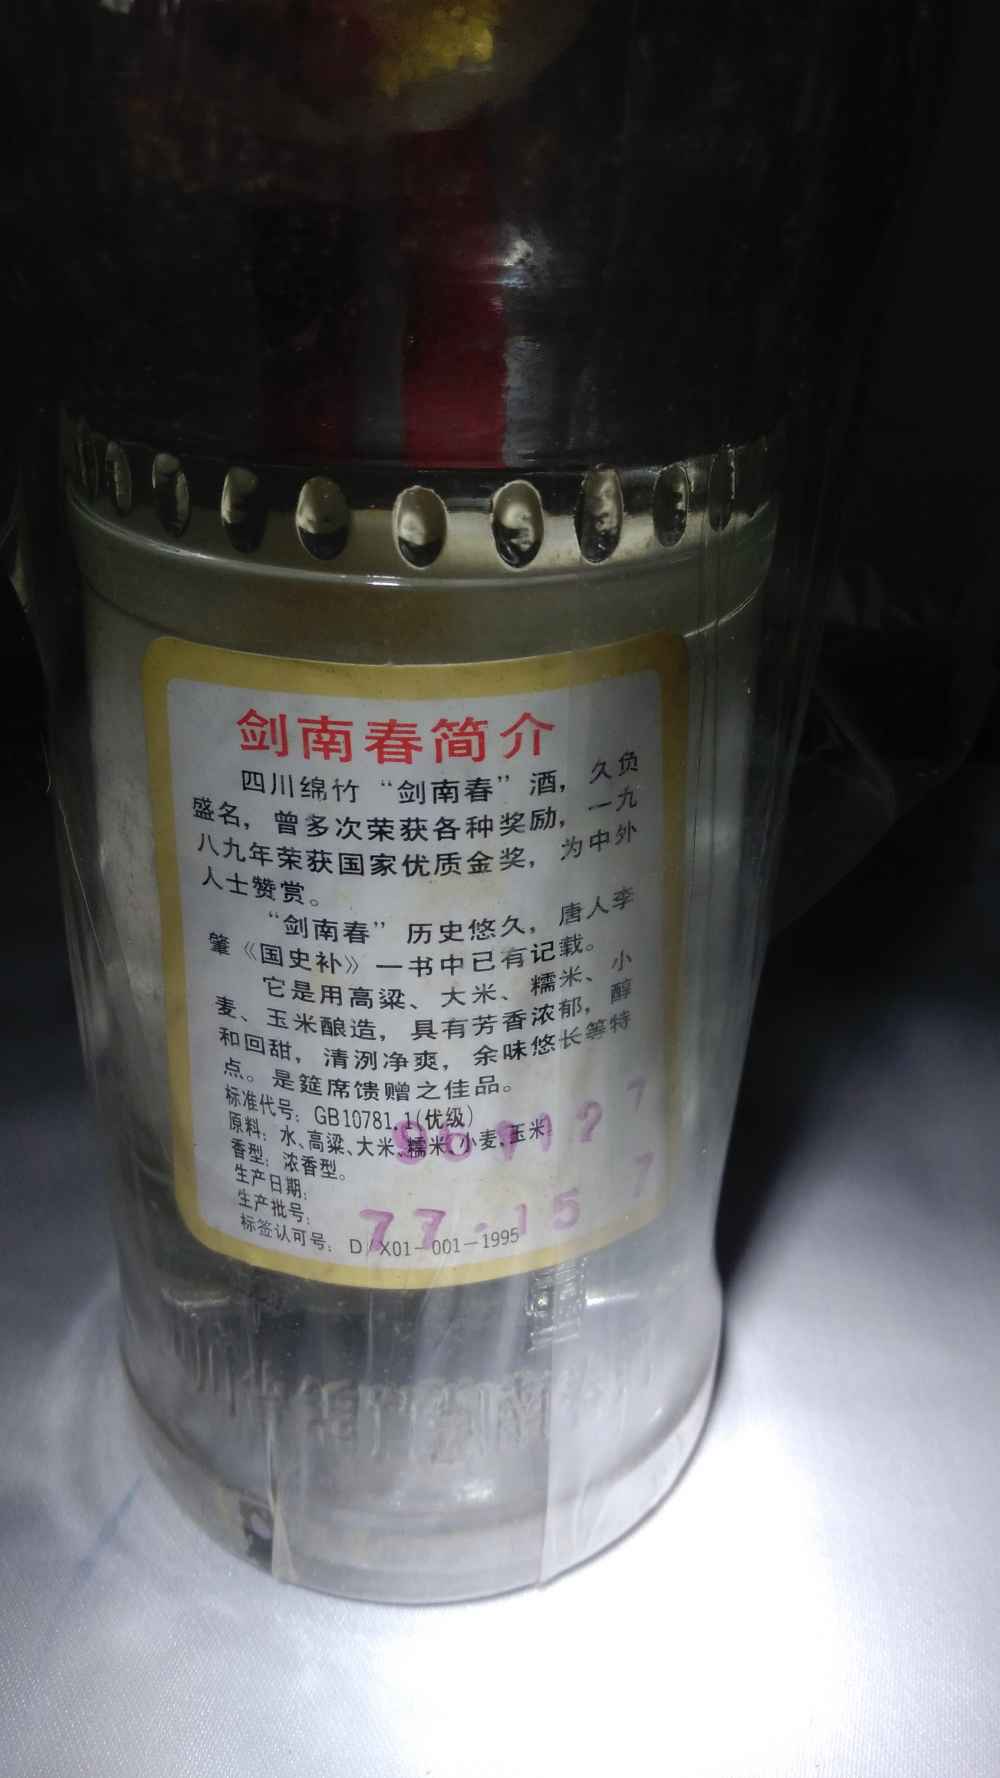 剑南春简介
四川绵竹“剑南春”酒，久负
盛名，曾多次荣获各种奖励，一九
八九年荣获国家优质金奖，为中外
人士赞赏。
“剑南春”历史悠久，唐人李
肇《国史补》一书中已有记载。
它是用高粱、大米、糯米、小
麦、玉米酿造，具有芳香浓郁，醇
和回甜，清洌净爽，余味悠长等特
点。是筵席馈赠之佳品。
标准代号：GB10781.1(优级)
原料：水、高粱、大米、糯米、小麦、玉米
香型：浓香型。
生产日期：
生产批号：
77-15 7
标签认可号：D/X01-001-1995